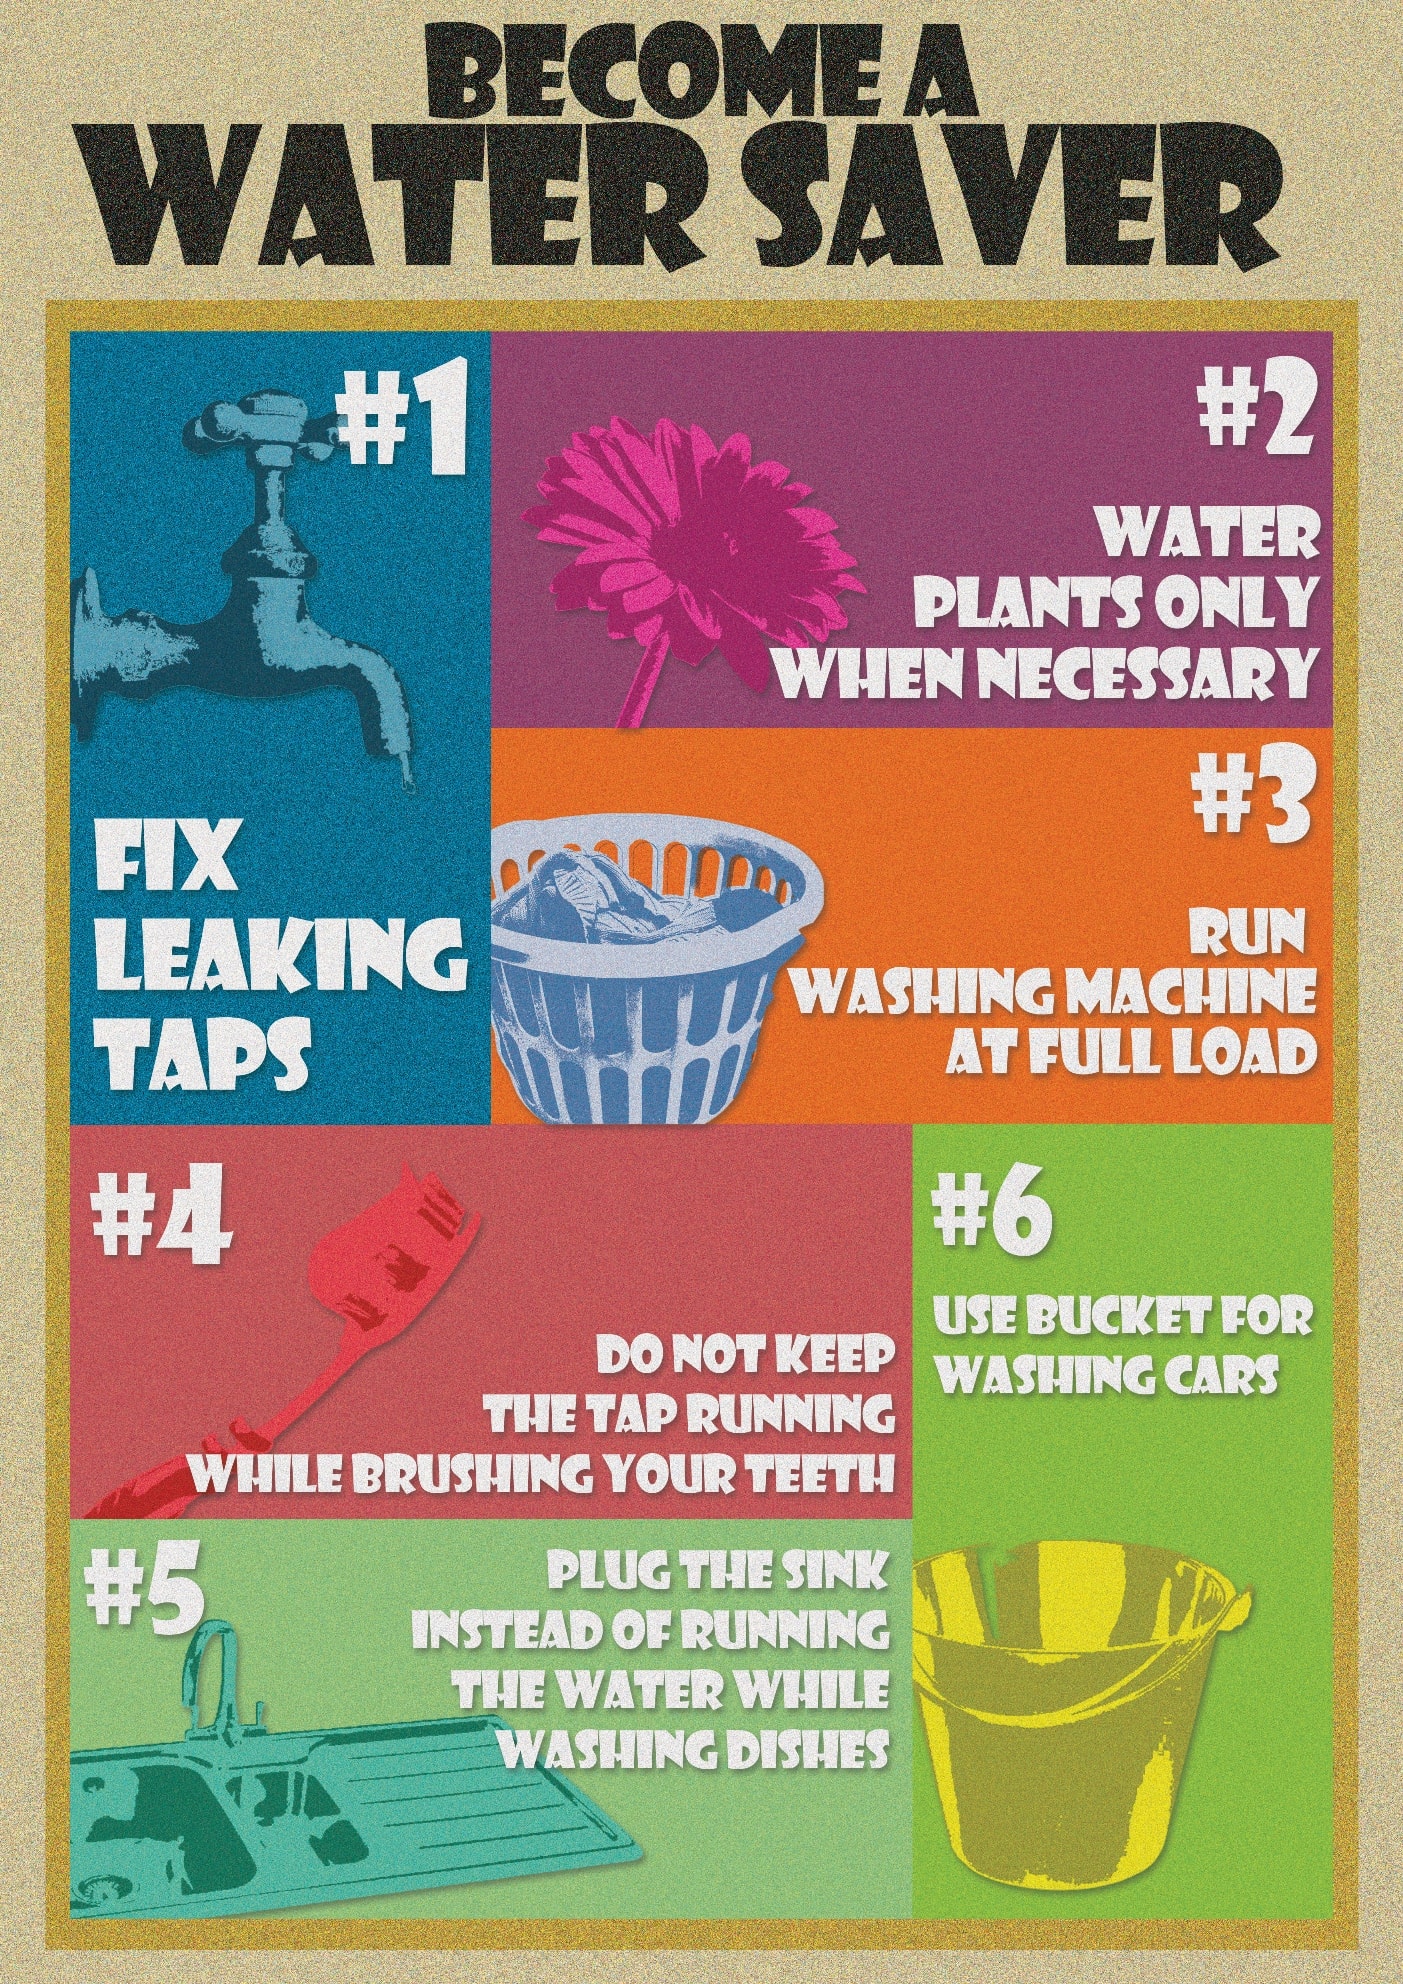 BECOME A
WATER SAVER
#1
FIX
LEAKING
TAPS
#2
WATER
PLANTS ONLY
WHEN NECESSARY
#3
RUN
WASHING MACHINE
AT FULL LOAD
#4
DO NOT KEEP
THE TAP RUNNING
WHILE BRUSHING YOUR TEETH
#5
PLUG THE SINK
INSTEAD OF RUNNING
THE WATER WHILE
WASHING DISHES
#6
USE BUCKET FOR
WASHING CARS